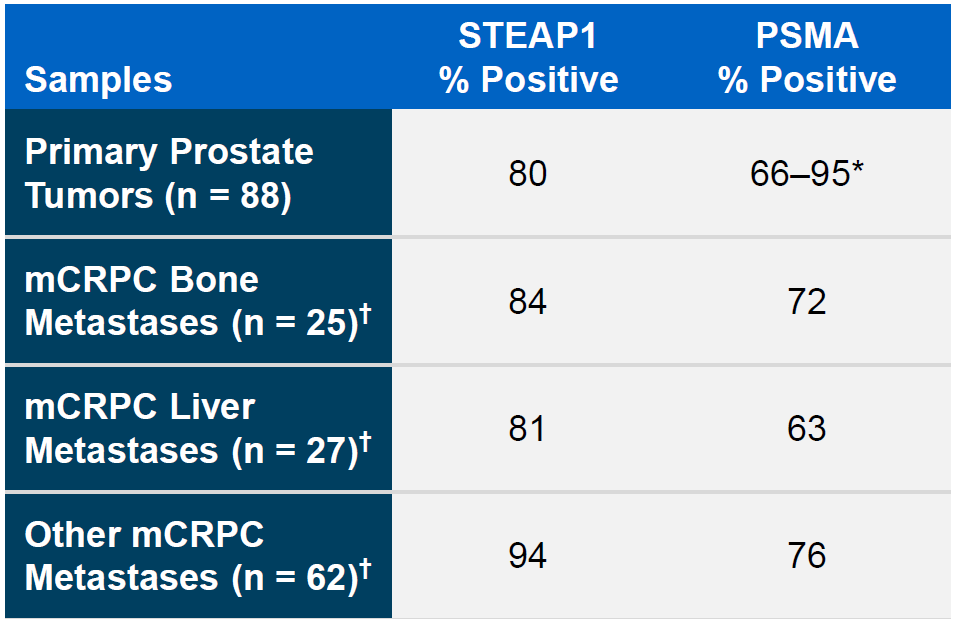 Samples
STEAP1
% Positive
PSMA
% Positive
Primary Prostate
Tumors (n = 88)
80
66–95*
mCRPC Bone
Metastases (n = 25)†
84
72
mCRPC Liver
Metastases (n = 27)†
81
63
Other mCRPC
Metastases (n = 62)†
94
76